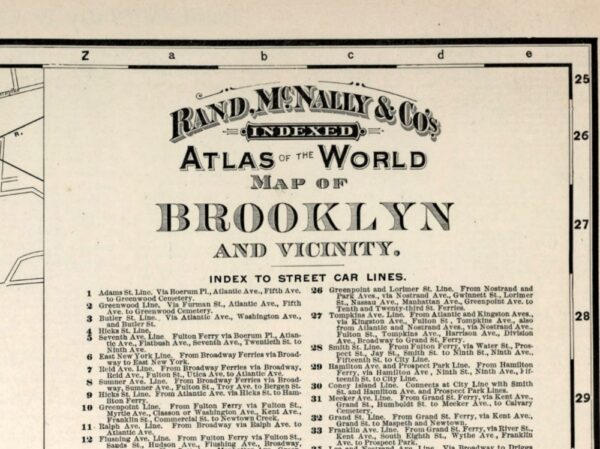 Z a b c d e
25
RAND, McNALLY & CO'S
INDEXED
ATLAS OF THE WORLD
26
MAP OF
BROOKLYN
27
AND VICINITY.
INDEX TO STREET CAR LINES.
1 Adams St. Line. Via Boerum Pl., Atlantic Ave., Fifth Ave.
to Greenwood Cemetery.
2 Greenwood Line. Via Furman St., Atlantic Ave., Fifth
Ave. to Greenwood Cemetery.
3 Butler St. Line. Via Atlantic Ave., Washington Ave.,
and Butler St.
4 Hicks St. Line.
5 Seventh Ave. Line. Fulton Ferry via Boerum Pl., Atlan-
tic Ave., Flatbush Ave., Seventh Ave., Twentieth St. to
Ninth Ave.
6 East New York Line. From Broadway Ferries via Broad-
way to East New York.
7 Reid Ave. Line. From Broadway Ferries via Broadway,
Reid Ave., Fulton St., Utica Ave. to Atlantic Ave.
8 Sumner Ave. Line. From Broadway Ferries via Broad-
way, Sumner Ave., Fulton St., Troy Ave. to Bergen St.
9 Hicks St. Line. From Atlantic Ave. via Hicks St. to Ham-
ilton Ferry.
10 Greenpoint Line. From Fulton Ferry via Fulton St.,
Myrtle Ave., Classon or Washington Ave., Kent Ave.,
Franklin St., Commercial St. to Newtown Creek.
11 Ralph Ave. Line. From Broadway via Ralph Ave. to
Atlantic Ave.
12 Flushing Ave. Line. From Fulton Ferry via Fulton St.,
Sands St., Hudson Ave., Flushing Ave., Broadway,
26 Greenpoint and Lorimer St. Line. From Nostrand and
Park Aves., via Nostrand Ave., Gwinnett St., Lorimer
St., Nassau Ave., Manhattan Ave., Greenpoint Ave. to
Tenth and Twenty-third St. Ferries.
27 Tompkins Ave. Line. From Atlantic and Kingston Aves.,
via Kingston Ave., Fulton St., Tompkins Ave., also
from Atlantic and Nostrand Aves., via Nostrand Ave.,
Fulton St., Tompkins Ave., Harrison Ave., Division
Ave., Broadway to Grand St. Ferry.
28 Smith St. Line. From Fulton Ferry, via Water St., Pros-
pect St., Jay St., Smith St. to Ninth St., Ninth Ave.,
Fifteenth St. to City Line.
29 Hamilton Ave. and Prospect Park Line. From Hamilton
Ferry, via Hamilton Ave., Ninth St., Ninth Ave., Fif-
teenth St. to City Line.
30 Coney Island Line. Connects at City Line with Smith
St. and Hamilton Ave. and Prospect Park Lines.
31 Meeker Ave. Line. From Grand St. Ferry, via Kent Ave.,
Grand St., Humboldt St. to Meeker Ave., to Calvary
Cemetery.
32 Grand St. Line. From Grand St. Ferry, via Kent Ave.,
Grand St. to Maspeth and Newtown.
33 Franklin Ave. Line. From Grand St. Ferry, via River St.,
Kent Ave., South Eighth St., Wythe Ave., Franklin
Ave. to Prospect Park.
28
29